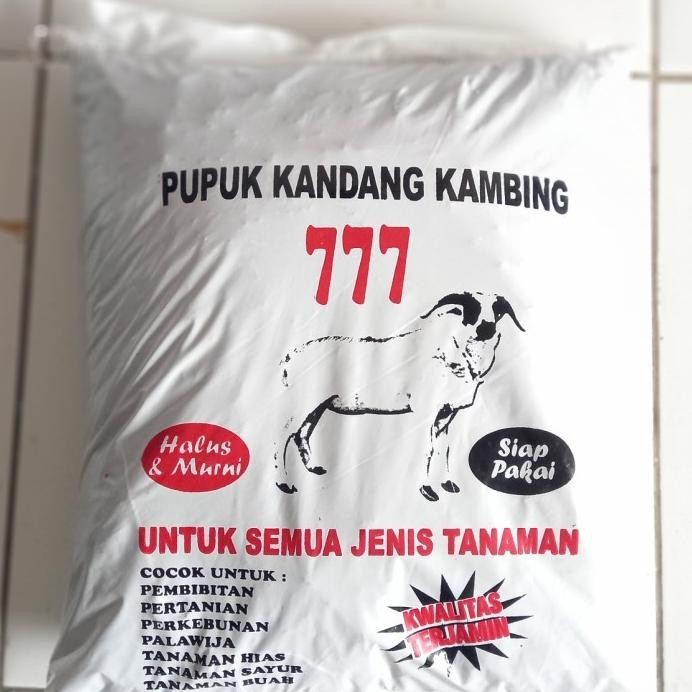 PUPUK KANDANG KAMBING
777
Halus
& Murni
Siap
Pakai
UNTUK SEMUA JENIS TANAMAN
COCOK UNTUK :
PEMBIBITAN
PERTANIAN
PERKEBUNAN
PALAWIJA
TANAMAN HIAS
TANAMAN SAYUR
TANAMAN BUAH
KWALITAS
TERJAMIN